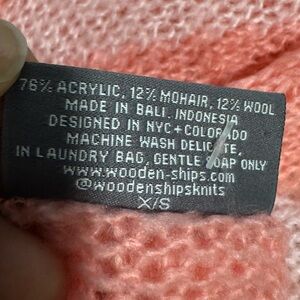 76% ACRYLIC, 12% MOHAIR, 12% WOOL
MADE IN BALI, INDONESIA
DESIGNED IN NYC + COLORADO
MACHINE WASH DELICATE,
IN LAUNDRY BAG, GENTLE SOAP ONLY
www.wooden-ships.com
@woodenshipsknits
X/S